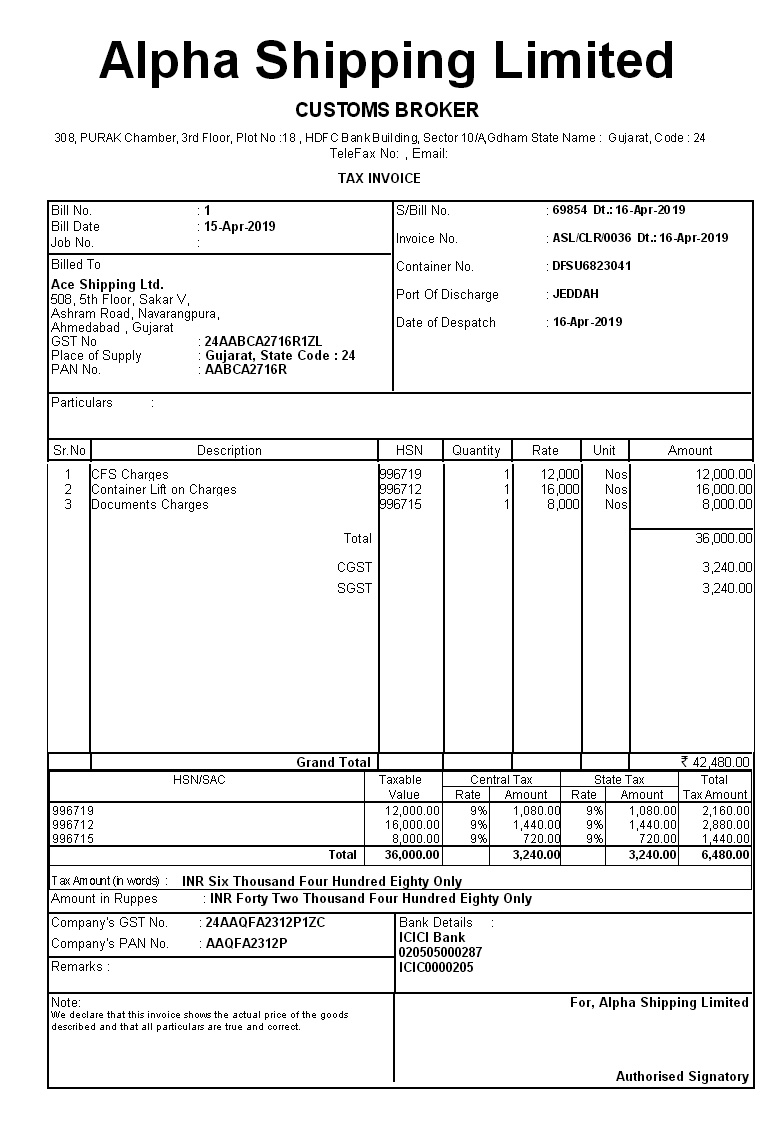 Alpha Shipping Limited
CUSTOMS BROKER
308, PURAK Chamber, 3rd Floor, Plot No :18 , HDFC Bank Building, Sector 10/A,Gdham State Name : Gujarat, Code : 24
TeleFax No: , Email:
TAX INVOICE
Bill No. : 1
Bill Date : 15-Apr-2019
Job No. :
Billed To
Ace Shipping Ltd.
508, 5th Floor, Sakar V,
Ashram Road, Navarangpura,
Ahmedabad , Gujarat
GST No : 24AABCA2716R1ZL
Place of Supply : Gujarat, State Code : 24
PAN No. : AABCA2716R
S/Bill No. : 69854 Dt.: 16-Apr-2019
Invoice No. : ASL/CLR/0036 Dt.: 16-Apr-2019
Container No. : DFSU6823041
Port Of Discharge : JEDDAH
Date of Despatch : 16-Apr-2019
Particulars :
Sr.No Description HSN Quantity Rate Unit Amount
1 CFS Charges 996719 1 12,000 Nos 12,000.00
2 Container Lift on Charges 996712 1 16,000 Nos 16,000.00
3 Documents Charges 996715 1 8,000 Nos 8,000.00
Total 36,000.00
CGST 3,240.00
SGST 3,240.00
Grand Total ₹ 42,480.00
HSN/SAC Taxable Central Tax State Tax Total
Value Rate Amount Rate Amount Tax Amount
996719 12,000.00 9% 1,080.00 9% 1,080.00 2,160.00
996712 16,000.00 9% 1,440.00 9% 1,440.00 2,880.00
996715 8,000.00 9% 720.00 9% 720.00 1,440.00
Total 36,000.00 3,240.00 3,240.00 6,480.00
Tax Amount (in words) : INR Six Thousand Four Hundred Eighty Only
Amount in Ruppes : INR Forty Two Thousand Four Hundred Eighty Only
Company's GST No. : 24AAQFA2312P1ZC
Company's PAN No. : AAQFA2312P
Remarks :
Bank Details :
ICICI Bank
020505000287
ICIC0000205
Note:
We declare that this invoice shows the actual price of the goods
described and that all particulars are true and correct.
For, Alpha Shipping Limited
Authorised Signatory